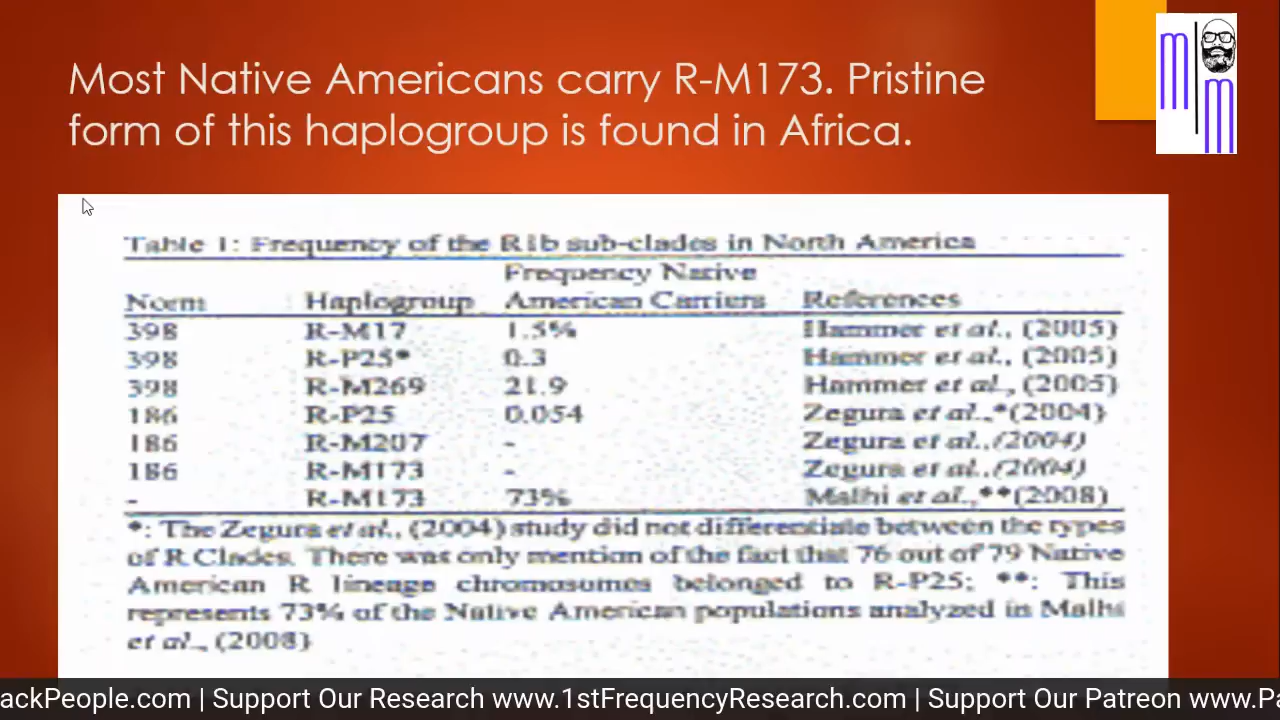 Most Native Americans carry R-M173. Pristine
form of this haplogroup is found in Africa.
m m
Table 1: Frequency of the R1b sub-clades in North America
Frequency Native
Norm Haplogroup American Carriers References
398 R-M17 1.5% Hammer et al., (2005)
398 R-P25* 0.3 Hammer et al., (2005)
398 R-M269 21.9 Hammer et al., (2005)
186 R-P25 0.054 Zegura et al.,*(2004)
186 R-M207 - Zegura et al.,(2004)
186 R-M173 - Zegura et al.,(2004)
- R-M173 73% Malhi et al.,**(2008)
*: The Zegura et al., (2004) study did not differentiate between the types
of R Clades. There was only mention of the fact that 76 out of 79 Native
American R lineage chromosomes belonged to R-P25; **: This
represents 73% of the Native American populations analyzed in Malhi
et al., (2008)
ackPeople.com | Support Our Research www.1stFrequencyResearch.com | Support Our Patreon www.Pa